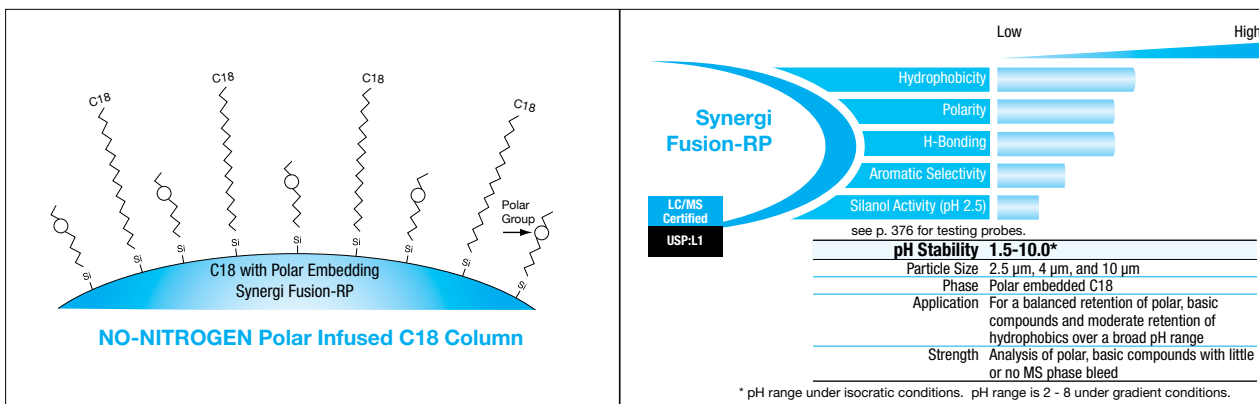 C18
C18
C18
C18
Polar
Group
Si
Si
Si
Si
Si
Si
Si
Si
Si
C18 with Polar Embedding
Synergi Fusion-RP
NO-NITROGEN Polar Infused C18 Column
Low
High
Synergi
Fusion-RP
Hydrophobicity
Polarity
H-Bonding
Aromatic Selectivity
Silanol Activity (pH 2.5)
LC/MS
Certified
USP:L1
see p. 376 for testing probes.
pH Stability 1.5-10.0*
Particle Size 2.5 µm, 4 µm, and 10 µm
Phase Polar embedded C18
Application For a balanced retention of polar, basic
compounds and moderate retention of
hydrophobics over a broad pH range
Strength Analysis of polar, basic compounds with little
or no MS phase bleed
* pH range under isocratic conditions. pH range is 2 - 8 under gradient conditions.